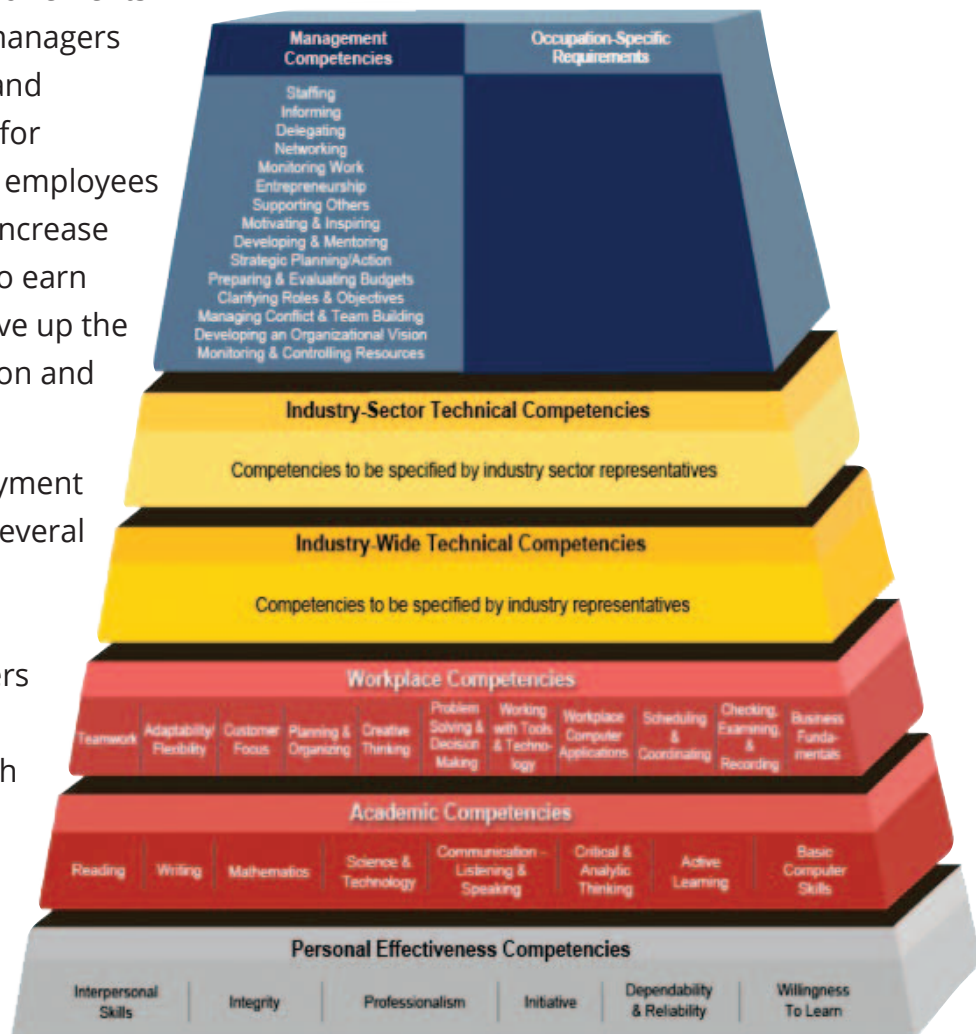 managers
and
for
employees
increase
o earn
ve up the
on and
yment
everal
ers
h
Management
Competencies
Staffing
Informing
Delegating
Networking
Monitoring Work
Entrepreneurship
Supporting Others
Motivating & Inspiring
Developing & Mentoring
Strategic Planning/Action
Preparing & Evaluating Budgets
Clarifying Roles & Objectives
Managing Conflict & Team Building
Developing an Organizational Vision
Monitoring & Controlling Resources
Occupation-Specific
Requirements
Industry-Sector Technical Competencies
Competencies to be specified by industry sector representatives
Industry-Wide Technical Competencies
Competencies to be specified by industry representatives
Workplace Competencies
Teamwork
Adaptability/
Flexibility
Customer
Focus
Planning &
Organizing
Creative
Thinking
Problem
Solving &
Decision
Making
Working
with Tools
& Techno-
logy
Workplace
Computer
Applications
Scheduling
&
Coordinating
Checking,
Examining,
&
Recording
Business
Funda-
mentals
Academic Competencies
Reading
Writing
Mathematics
Science &
Technology
Communication -
Listening &
Speaking
Critical &
Analytic
Thinking
Active
Learning
Basic
Computer
Skills
Personal Effectiveness Competencies
Interpersonal
Skills
Integrity
Professionalism
Initiative
Dependability
& Reliability
Willingness
To Learn